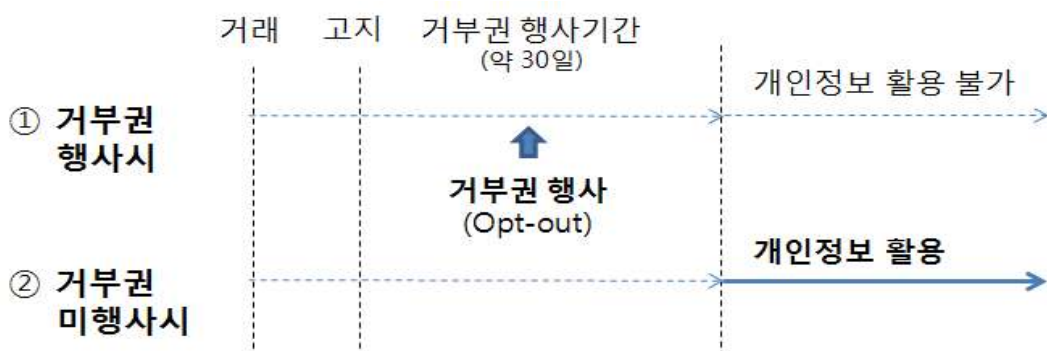 거래 고지 거부권 행사기간
(약 30일)
개인정보 활용 불가
① 거부권
행사시
거부권 행사
(Opt-out)
개인정보 활용
② 거부권
미행사시